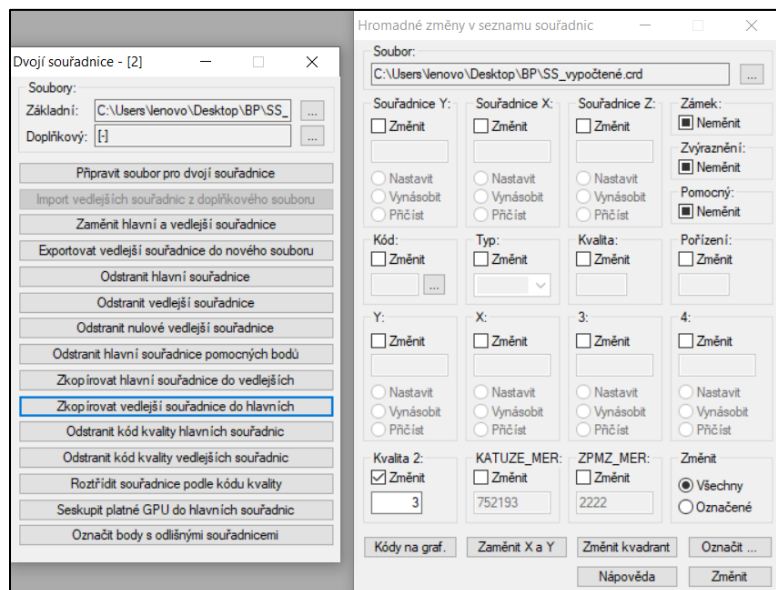 Dvojí souřadnice - [2]
Soubory:
Základní: C:\Users\lenovo\Desktop\BP\SS_ ...
Doplňkový: [-] ...
Připravit soubor pro dvojí souřadnice
Import vedlejších souřadnic z doplňkového souboru
Zaměnit hlavní a vedlejší souřadnice
Exportovat vedlejší souřadnice do nového souboru
Odstranit hlavní souřadnice
Odstranit vedlejší souřadnice
Odstranit nulové vedlejší souřadnice
Odstranit hlavní souřadnice pomocných bodů
Zkopírovat hlavní souřadnice do vedlejších
Zkopírovat vedlejší souřadnice do hlavních
Odstranit kód kvality hlavních souřadnic
Odstranit kód kvality vedlejších souřadnic
Roztřídit souřadnice podle kódu kvality
Seskupit platné GPU do hlavních souřadnic
Označit body s odlišnými souřadnicemi
Hromadné změny v seznamu souřadnic
Soubor:
C:\Users\lenovo\Desktop\BP\SS_vypočtené.crd ...
Souřadnice Y: Souřadnice X: Souřadnice Z: Zámek:
Změnit Změnit Změnit Neměnit
Zvýraznění:
Neměnit
Nastavit Nastavit Nastavit
Vynásobit Vynásobit Vynásobit Pomocný:
Přičíst Přičíst Přičíst Neměnit
Kód: Typ: Kvalita: Pořízení:
Změnit Změnit Změnit Změnit
...
Y: X: 3: 4:
Změnit Změnit Změnit Změnit
Nastavit Nastavit Nastavit Nastavit
Vynásobit Vynásobit Vynásobit Vynásobit
Přičíst Přičíst Přičíst Přičíst
Kvalita 2: KATUZE_MER: ZPMZ_MER: Změnit
Změnit Změnit Změnit Všechny
3 752193 2222 Označené
Kódy na graf. Zaměnit X a Y Změnit kvadrant Označit ...
Nápověda Změnit